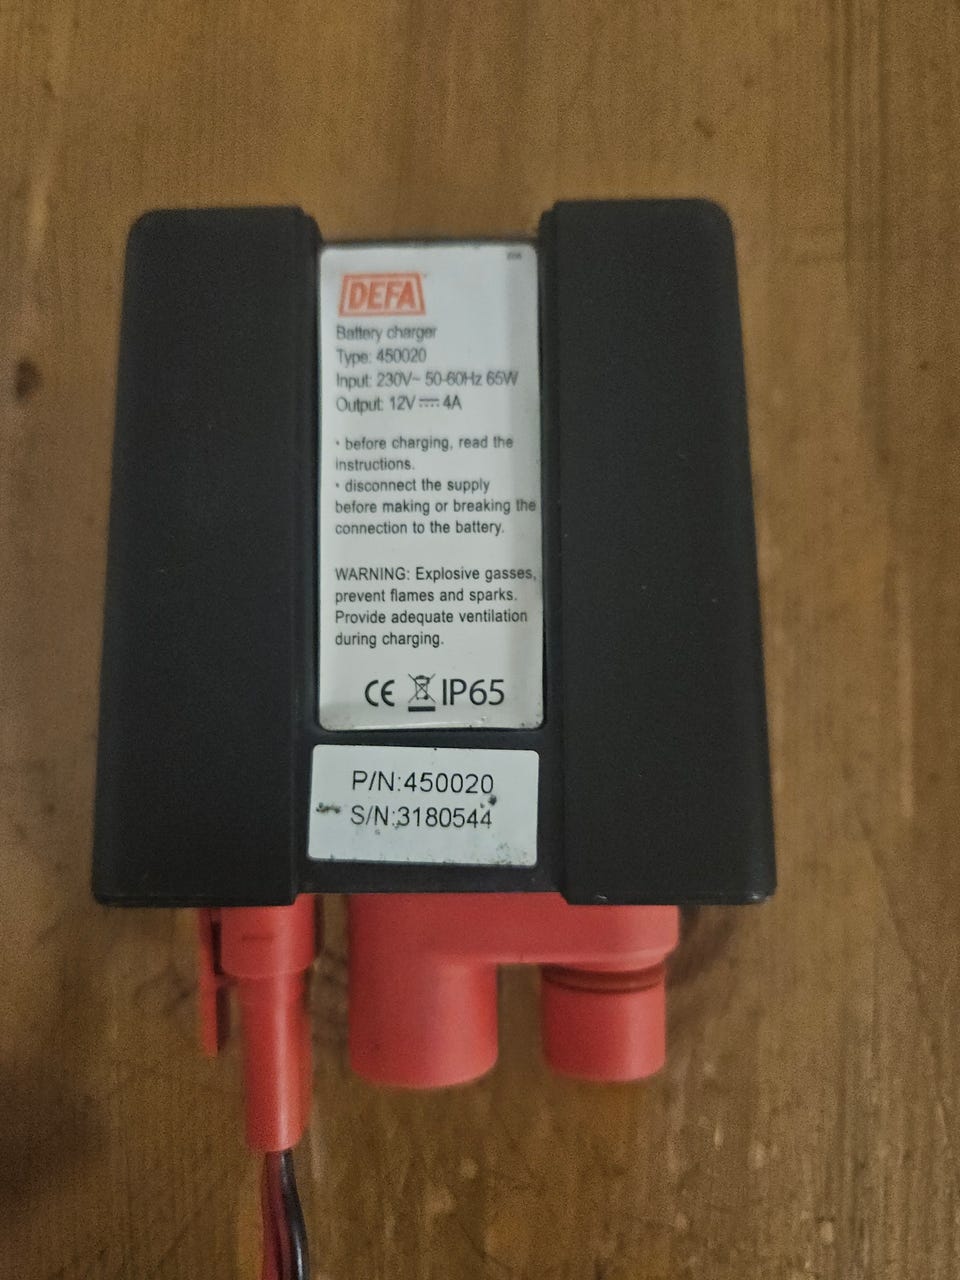 DEFA
Battery charger
Type: 450020
Input: 230V~ 50-60Hz 65W
Output: 12V ⎓ 4A
· before charging, read the
instructions.
· disconnect the supply
before making or breaking the
connection to the battery.
WARNING: Explosive gasses,
prevent flames and sparks.
Provide adequate ventilation
during charging.
CE IP65
P/N:450020
S/N:3180544